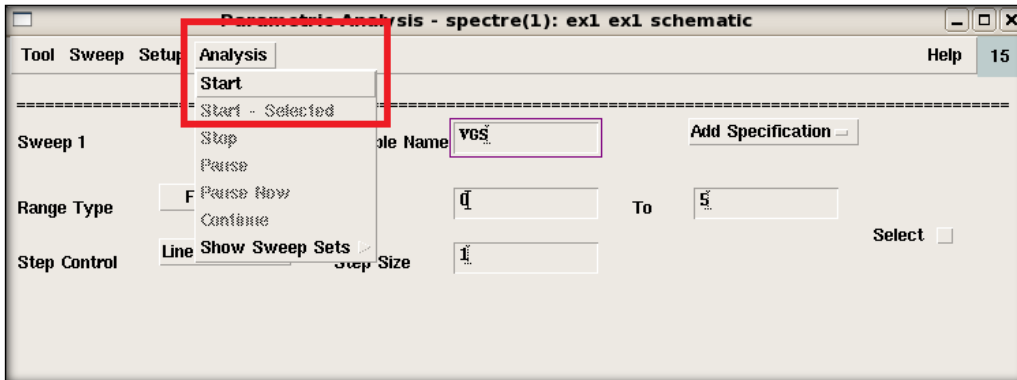 Parametric Analysis - spectre(1): ex1 ex1 schematic
Tool Sweep Setup Analysis Help 15
Start
Start - Selected
Sweep 1 Stop ble Name vgs Add Specification
Pause
Range Type F Pause Now 0 To 5
Continue
Select
Step Control Line Show Sweep Sets Step Size 1